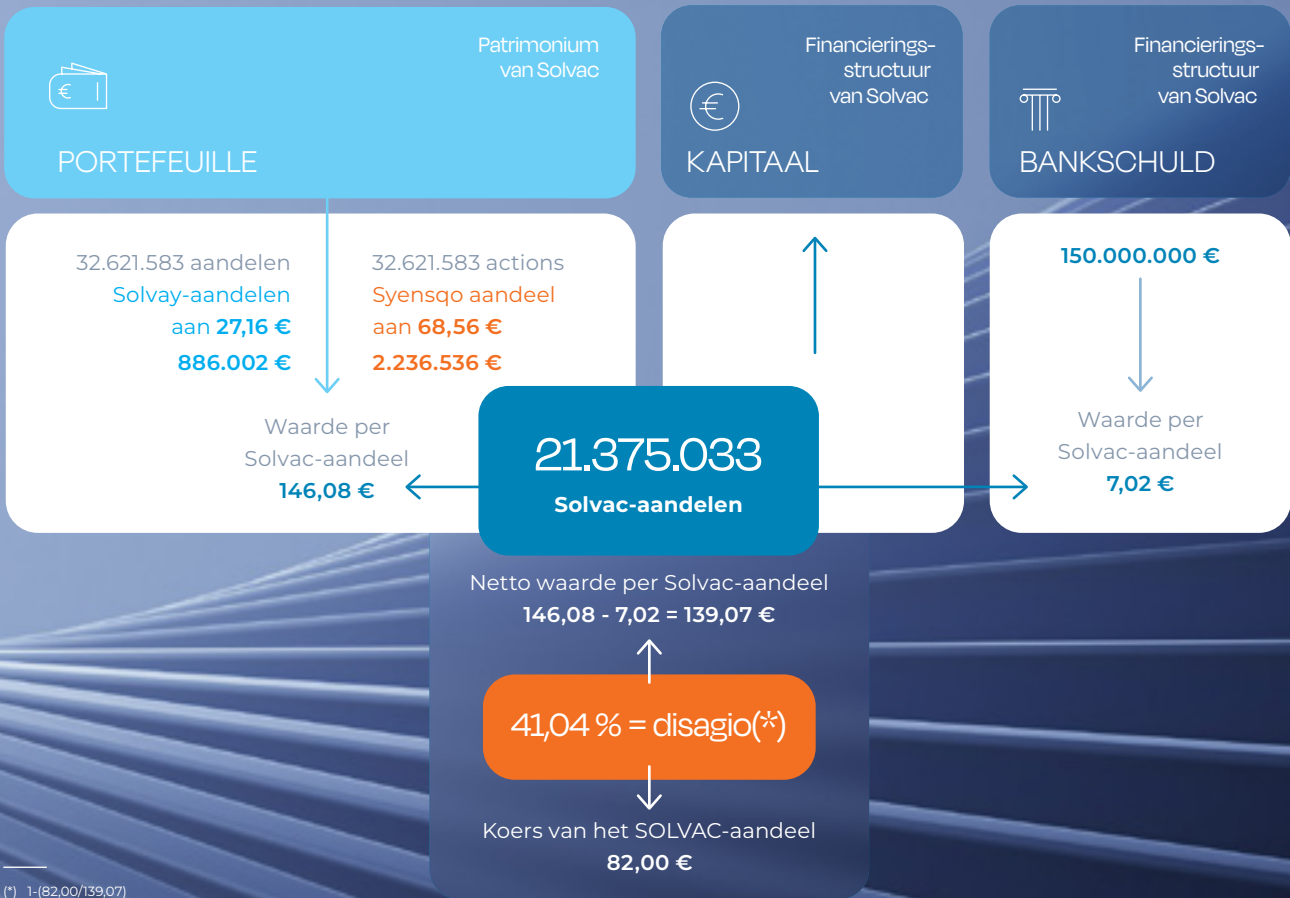 Patrimonium
van Solvac
€
PORTEFEUILLE
Financierings-
structuur
van Solvac
€
KAPITAAL
Financierings-
structuur
van Solvac
BANKSCHULD
32.621.583 aandelen
Solvay-aandelen
aan 27,16 €
886.002 €
32.621.583 actions
Syensqo aandeel
aan 68,56 €
2.236.536 €
Waarde per
Solvac-aandeel
146,08 €
21.375.033
Solvac-aandelen
150.000.000 €
Waarde per
Solvac-aandeel
7,02 €
Netto waarde per Solvac-aandeel
146,08 - 7,02 = 139,07 €
41,04 % = disagio(*)
Koers van het SOLVAC-aandeel
82,00 €
(*) 1-(82,00/139,07)